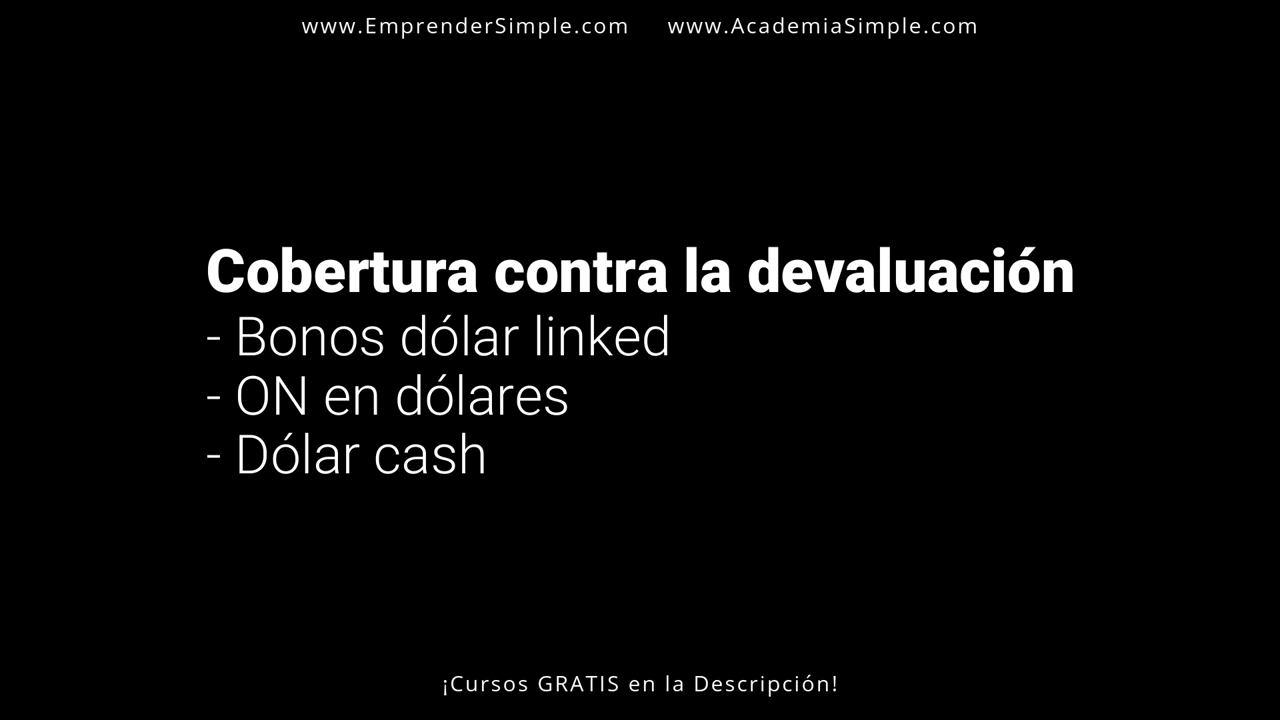 www.EmprenderSimple.com www.AcademiaSimple.com
Cobertura contra la devaluación
- Bonos dólar linked
- ON en dólares
- Dólar cash
¡Cursos GRATIS en la Descripción!